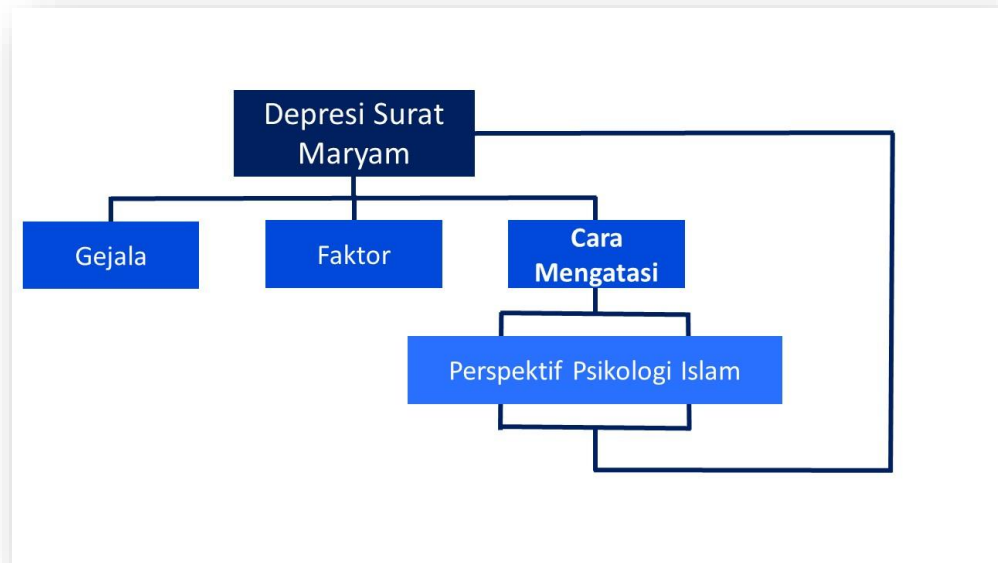 Depresi Surat
Maryam
Gejala
Faktor
Cara
Mengatasi
Perspektif Psikologi Islam